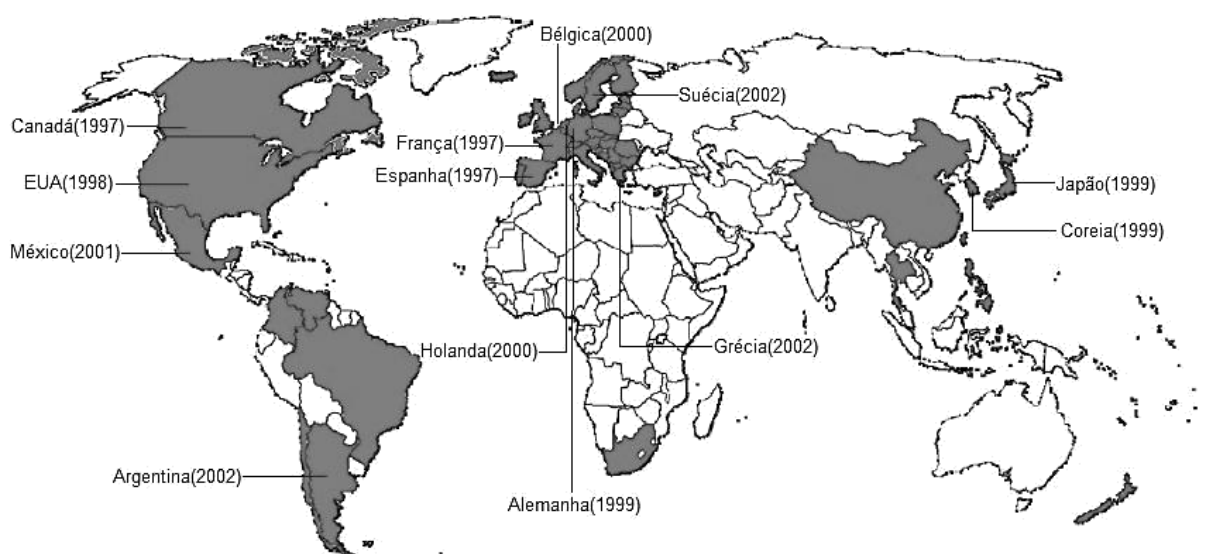 Bélgica(2000)
Suécia(2002)
Canadá(1997)
França(1997)
Espanha(1997)
EUA(1998)
Japão(1999)
Coreia(1999)
México(2001)
Holanda(2000)
Grécia(2002)
Argentina(2002)
Alemanha(1999)